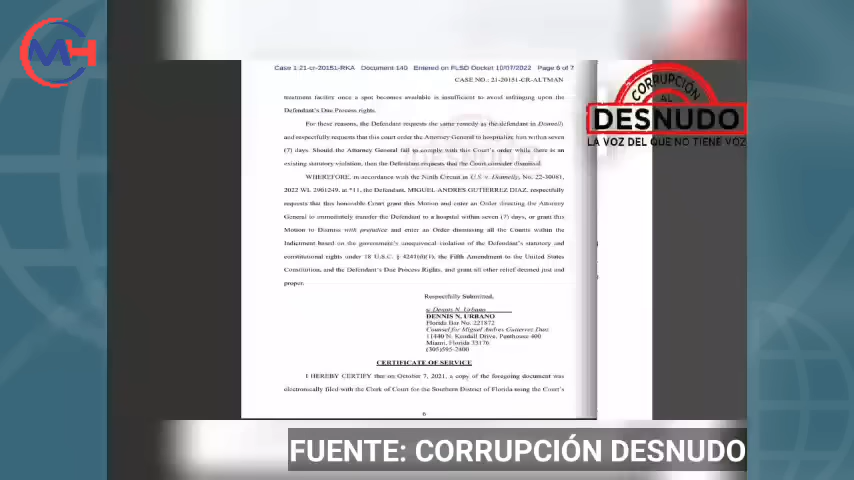 MH
Case 1:21-cr-20151-RKA Document 140 Entered on FLSD Docket 10/07/2022 Page 6 of 7
CASE NO.: 21-20151-CR-ALTMAN
treatment facility once a spot becomes available is insufficient to avoid infringing upon the
Defendant's Due Process rights.
For these reasons, the Defendant requests the same remedy as the defendant in Donnelly
and respectfully requests that this court order the Attorney General to hospitalize him within seven
(7) days. Should the Attorney General fail to comply with this Court's order while there is an
existing statutory violation, then the Defendant requests that the Court consider dismissal.
WHEREFORE, in accordance with the Ninth Circuit in U.S. v. Donnelly, No. 22-30081,
2022 WL 2961249, at *11, the Defendant, MIGUEL ANDRES GUTIERREZ DIAZ, respectfully
requests that this honorable Court grant this Motion and enter an Order directing the Attorney
General to immediately transfer the Defendant to a hospital within seven (7) days, or grant this
Motion to Dismiss with prejudice and enter an Order dismissing all the Counts within the
Indictment based on the government's unequivocal violation of the Defendant's statutory and
constitutional rights under 18 U.S.C. § 4241(d)(1), the Fifth Amendment to the United States
Constitution, and the Defendant's Due Process Rights, and grant all other relief deemed just and
proper.
Respectfully Submitted,
s/ Dennis N. Urbano
DENNIS N. URBANO
Florida Bar No. 221872
Counsel for Miguel Andres Gutierrez Diaz
11440 N. Kendall Drive, Penthouse 400
Miami, Florida 33176
(305)595-2400
CERTIFICATE OF SERVICE
I HEREBY CERTIFY that on October 7, 2021, a copy of the foregoing document was
electronically filed with the Clerk of Court for the Southern District of Florida using the Court's
6
CORRUPCIÓN
AL
DESNUDO
LA VOZ DEL QUE NO TIENE VOZ
FUENTE: CORRUPCIÓN DESNUDO